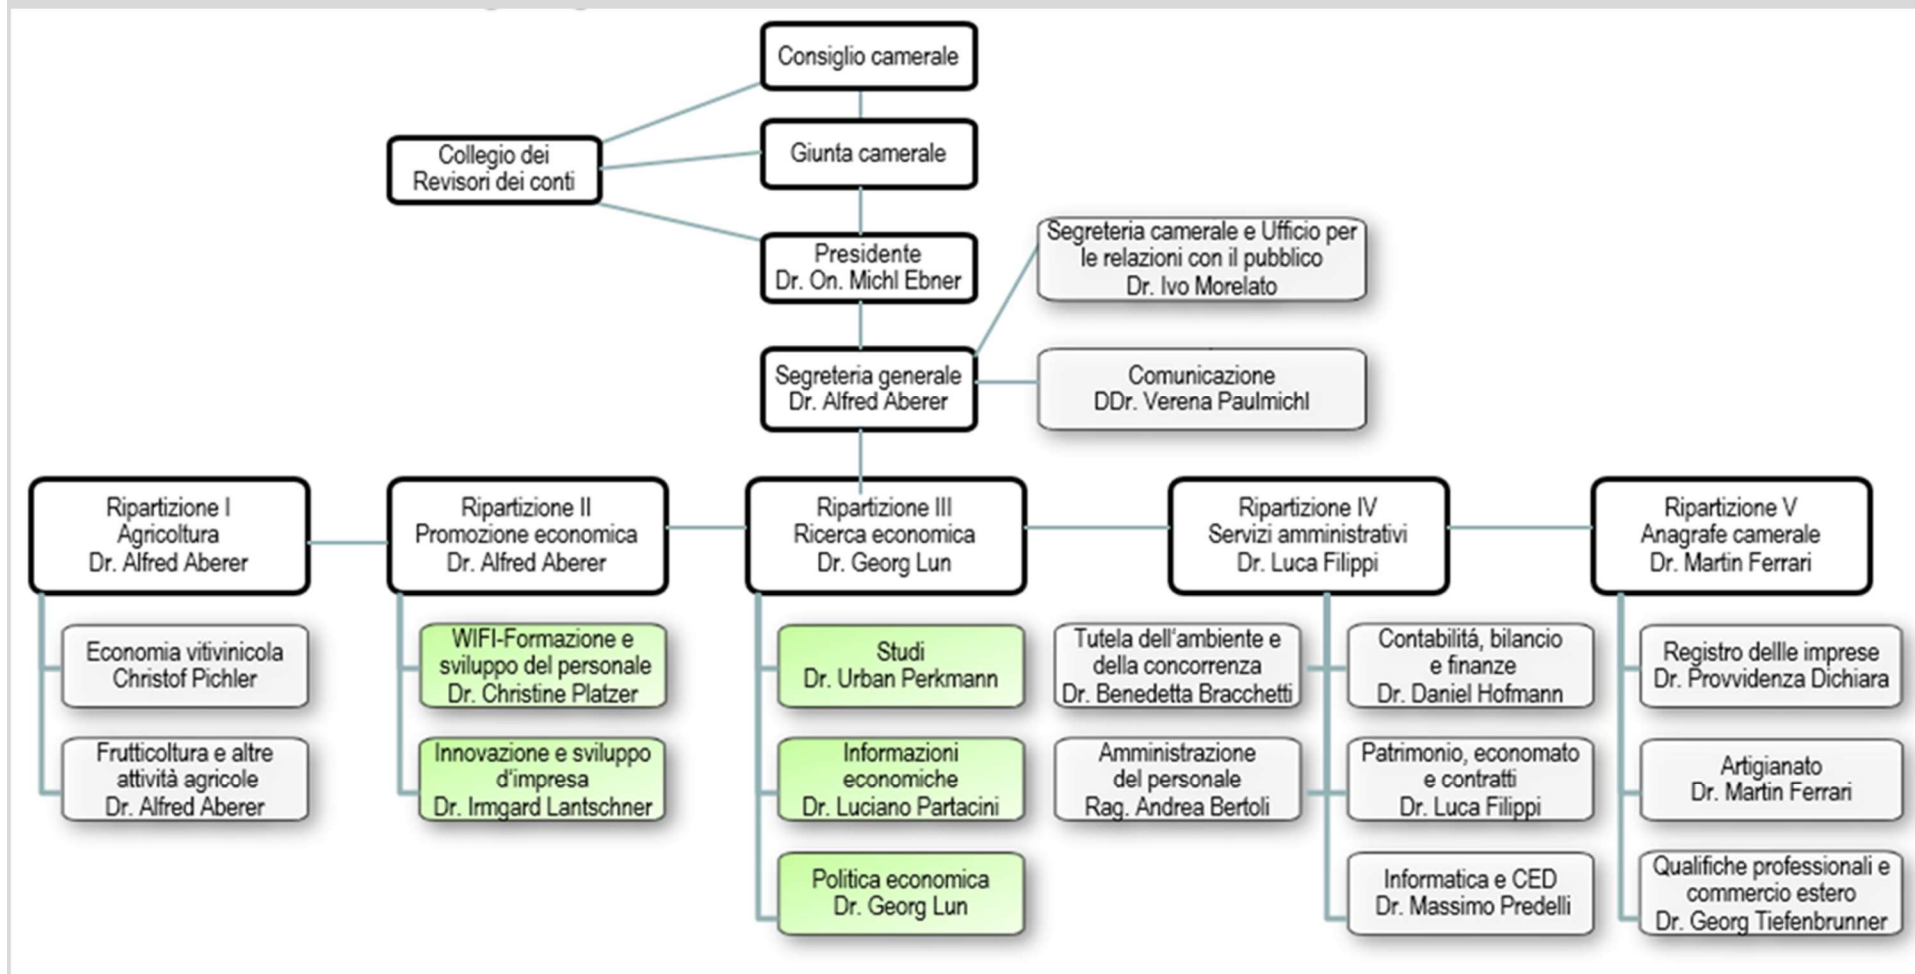 Consiglio camerale
Collegio dei
Revisori dei conti
Giunta camerale
Presidente
Dr. On. Michl Ebner
Segreteria camerale e Ufficio per
le relazioni con il pubblico
Dr. Ivo Morelato
Segreteria generale
Dr. Alfred Aberer
Comunicazione
DDr. Verena Paulmichl
Ripartizione I
Agricoltura
Dr. Alfred Aberer
Ripartizione II
Promozione economica
Dr. Alfred Aberer
Ripartizione III
Ricerca economica
Dr. Georg Lun
Ripartizione IV
Servizi amministrativi
Dr. Luca Filippi
Ripartizione V
Anagrafe camerale
Dr. Martin Ferrari
Economia vitivinicola
Christof Pichler
Frutticoltura e altre
attività agricole
Dr. Alfred Aberer
WIFI-Formazione e
sviluppo del personale
Dr. Christine Platzer
Innovazione e sviluppo
d'impresa
Dr. Irmgard Lantschner
Studi
Dr. Urban Perkmann
Informazioni
economiche
Dr. Luciano Partacini
Politica economica
Dr. Georg Lun
Tutela dell'ambiente e
della concorrenza
Dr. Benedetta Bracchetti
Amministrazione
del personale
Rag. Andrea Bertoli
Contabilitá, bilancio
e finanze
Dr. Daniel Hofmann
Patrimonio, economato
e contratti
Dr. Luca Filippi
Informatica e CED
Dr. Massimo Predelli
Registro dellle imprese
Dr. Provvidenza Dichiara
Artigianato
Dr. Martin Ferrari
Qualifiche professionali e
commercio estero
Dr. Georg Tiefenbrunner